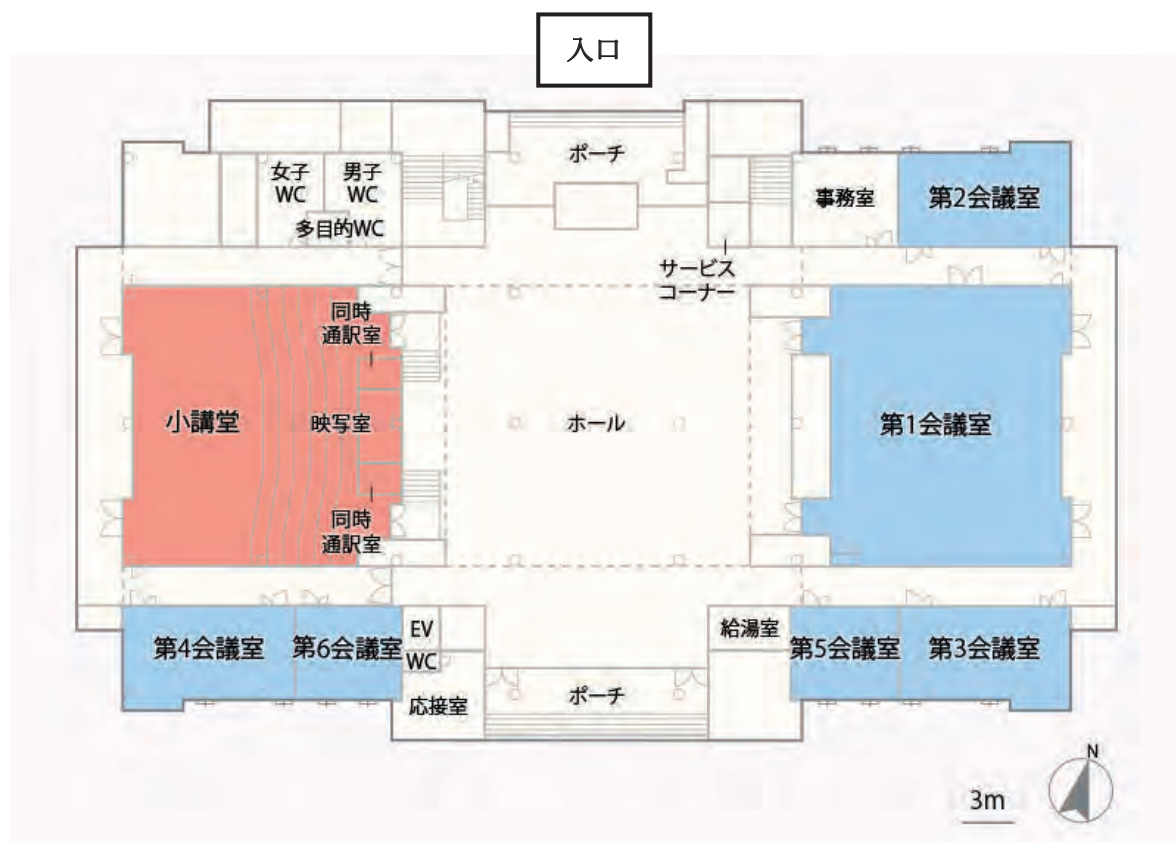 入口
ポーチ
女子
WC
男子
WC
多目的WC
事務室
第2会議室
サービス
コーナー
同時
通訳室
小講堂
映写室
ホール
第1会議室
同時
通訳室
第4会議室
第6会議室
EV
WC
応接室
ポーチ
給湯室
第5会議室
第3会議室
N
3m